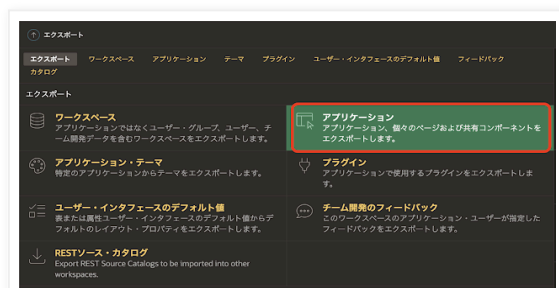 エクスポート
エクスポート ワークスペース アプリケーション テーマ プラグイン ユーザー・インタフェースのデフォルト値 フィードバック
カタログ
エクスポート
ワークスペース
アプリケーションではなくユーザー・グループ、ユーザー、チ
ーム開発データを含むワークスペースをエクスポートします。
アプリケーション
アプリケーション、個々のページおよび共有コンポーネントを
エクスポートします。
アプリケーション・テーマ
特定のアプリケーションからテーマをエクスポートします。
プラグイン
アプリケーションで使用するプラグインをエクスポートしま
す。
ユーザー・インタフェースのデフォルト値
表または属性ユーザー・インタフェースのデフォルト値からデ
フォルトのレイアウト・プロパティをエクスポートします。
チーム開発のフィードバック
このワークスペースのアプリケーション・ユーザーが指定した
フィードバックをエクスポートします。
RESTソース・カタログ
Export REST Source Catalogs to be imported into other
workspaces.